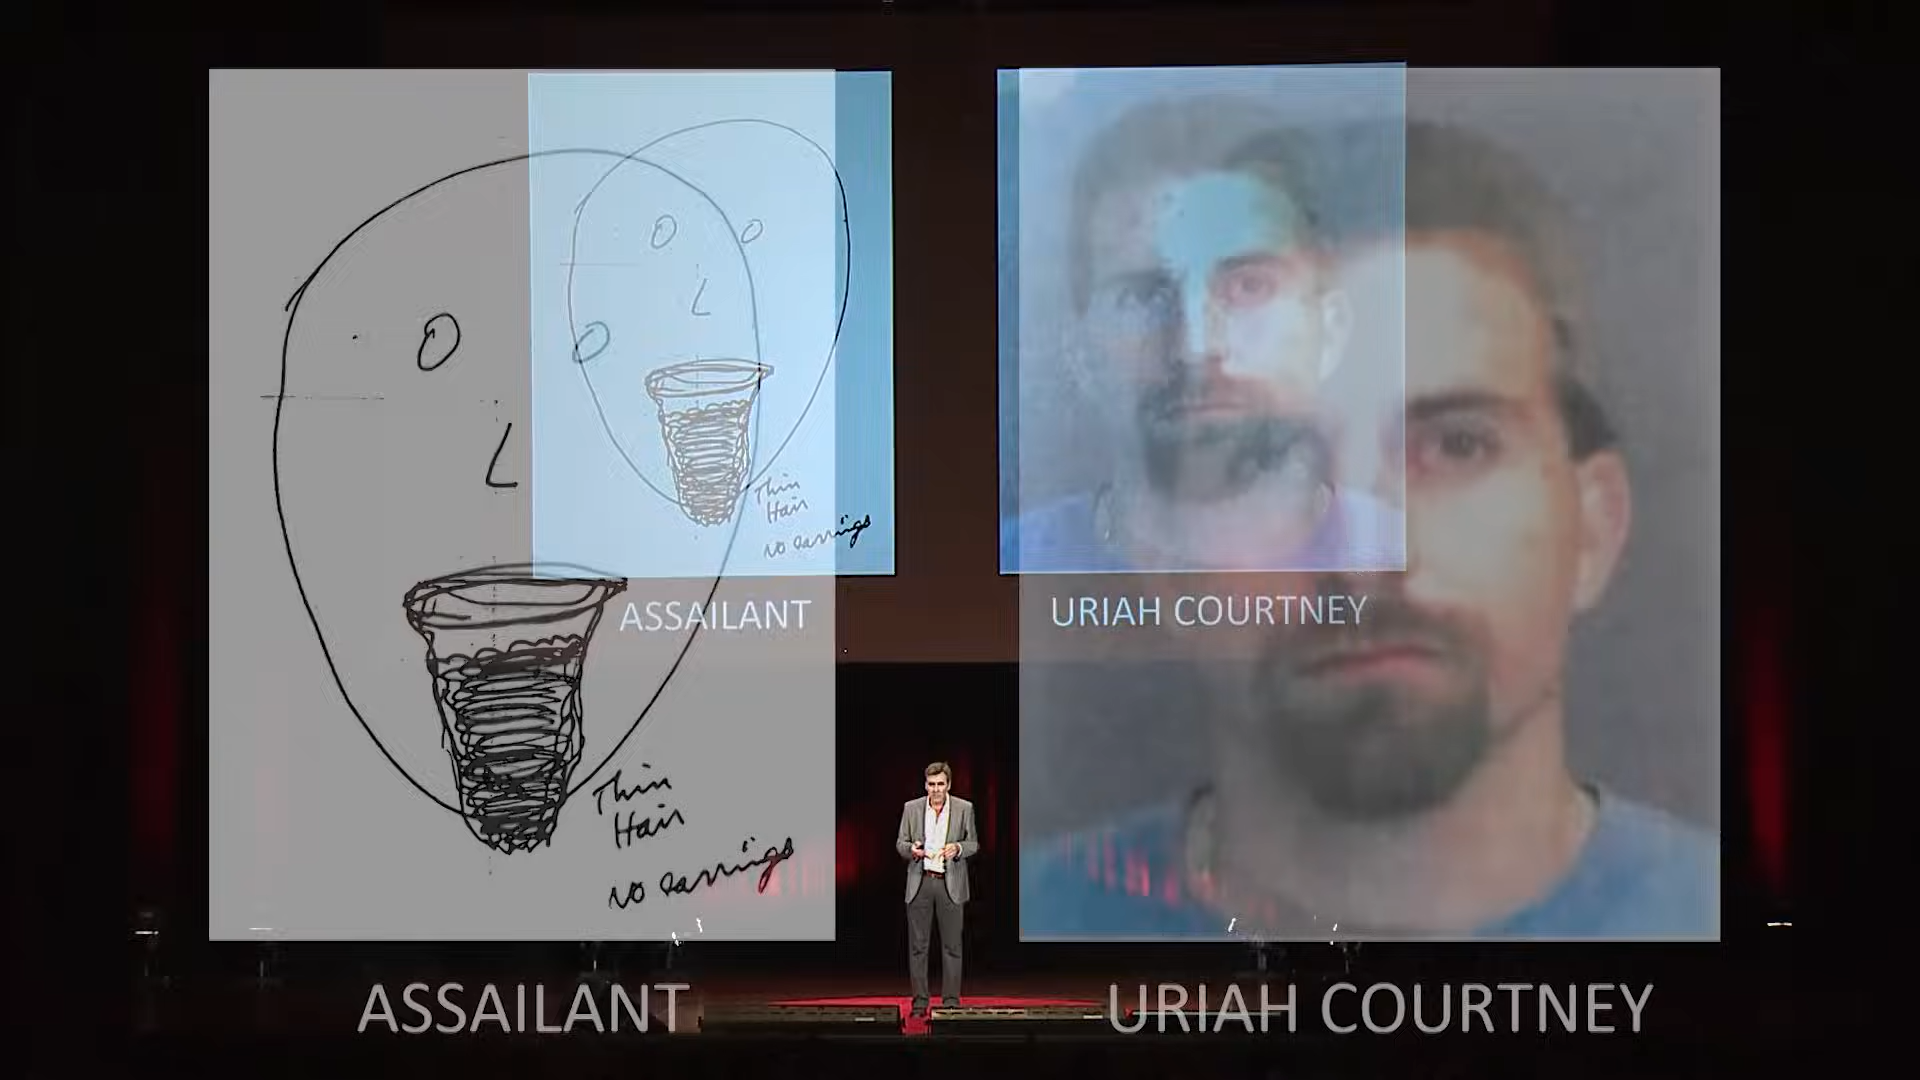 Thin
Hair
no earrings
ASSAILANT
URIAH COURTNEY
Thin
Hair
no earrings
ASSAILANT
URIAH COURTNEY